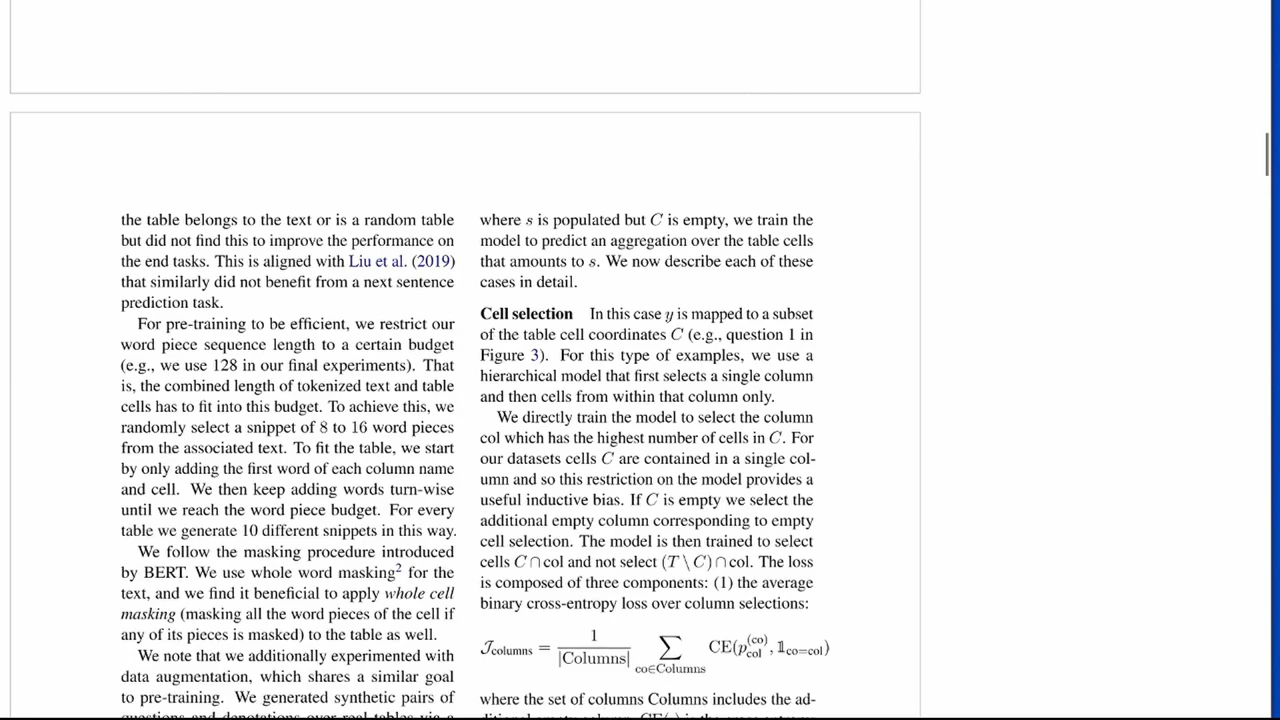 the table belongs to the text or is a random table
but did not find this to improve the performance on
the end tasks. This is aligned with Liu et al. (2019)
that similarly did not benefit from a next sentence
prediction task.
For pre-training to be efficient, we restrict our
word piece sequence length to a certain budget
(e.g., we use 128 in our final experiments). That
is, the combined length of tokenized text and table
cells has to fit into this budget. To achieve this, we
randomly select a snippet of 8 to 16 word pieces
from the associated text. To fit the table, we start
by only adding the first word of each column name
and cell. We then keep adding words turn-wise
until we reach the word piece budget. For every
table we generate 10 different snippets in this way.
We follow the masking procedure introduced
by BERT. We use whole word masking² for the
text, and we find it beneficial to apply whole cell
masking (masking all the word pieces of the cell if
any of its pieces is masked) to the table as well.
We note that we additionally experimented with
data augmentation, which shares a similar goal
to pre-training. We generated synthetic pairs of
questions and denotations over real tables via a
where s is populated but C is empty, we train the
model to predict an aggregation over the table cells
that amounts to s. We now describe each of these
cases in detail.
Cell selection In this case y is mapped to a subset
of the table cell coordinates C (e.g., question 1 in
Figure 3). For this type of examples, we use a
hierarchical model that first selects a single column
and then cells from within that column only.
We directly train the model to select the column
col which has the highest number of cells in C. For
our datasets cells C are contained in a single col-
umn and so this restriction on the model provides a
useful inductive bias. If C is empty we select the
additional empty column corresponding to empty
cell selection. The model is then trained to select
cells C ∩ col and not select (T \ C) ∩ col. The loss
is composed of three components: (1) the average
binary cross-entropy loss over column selections:
𝒥columns = 1/|Columns| ∑co∈Columns CE(p_col^(co), 𝟙co=col)
where the set of columns Columns includes the ad-